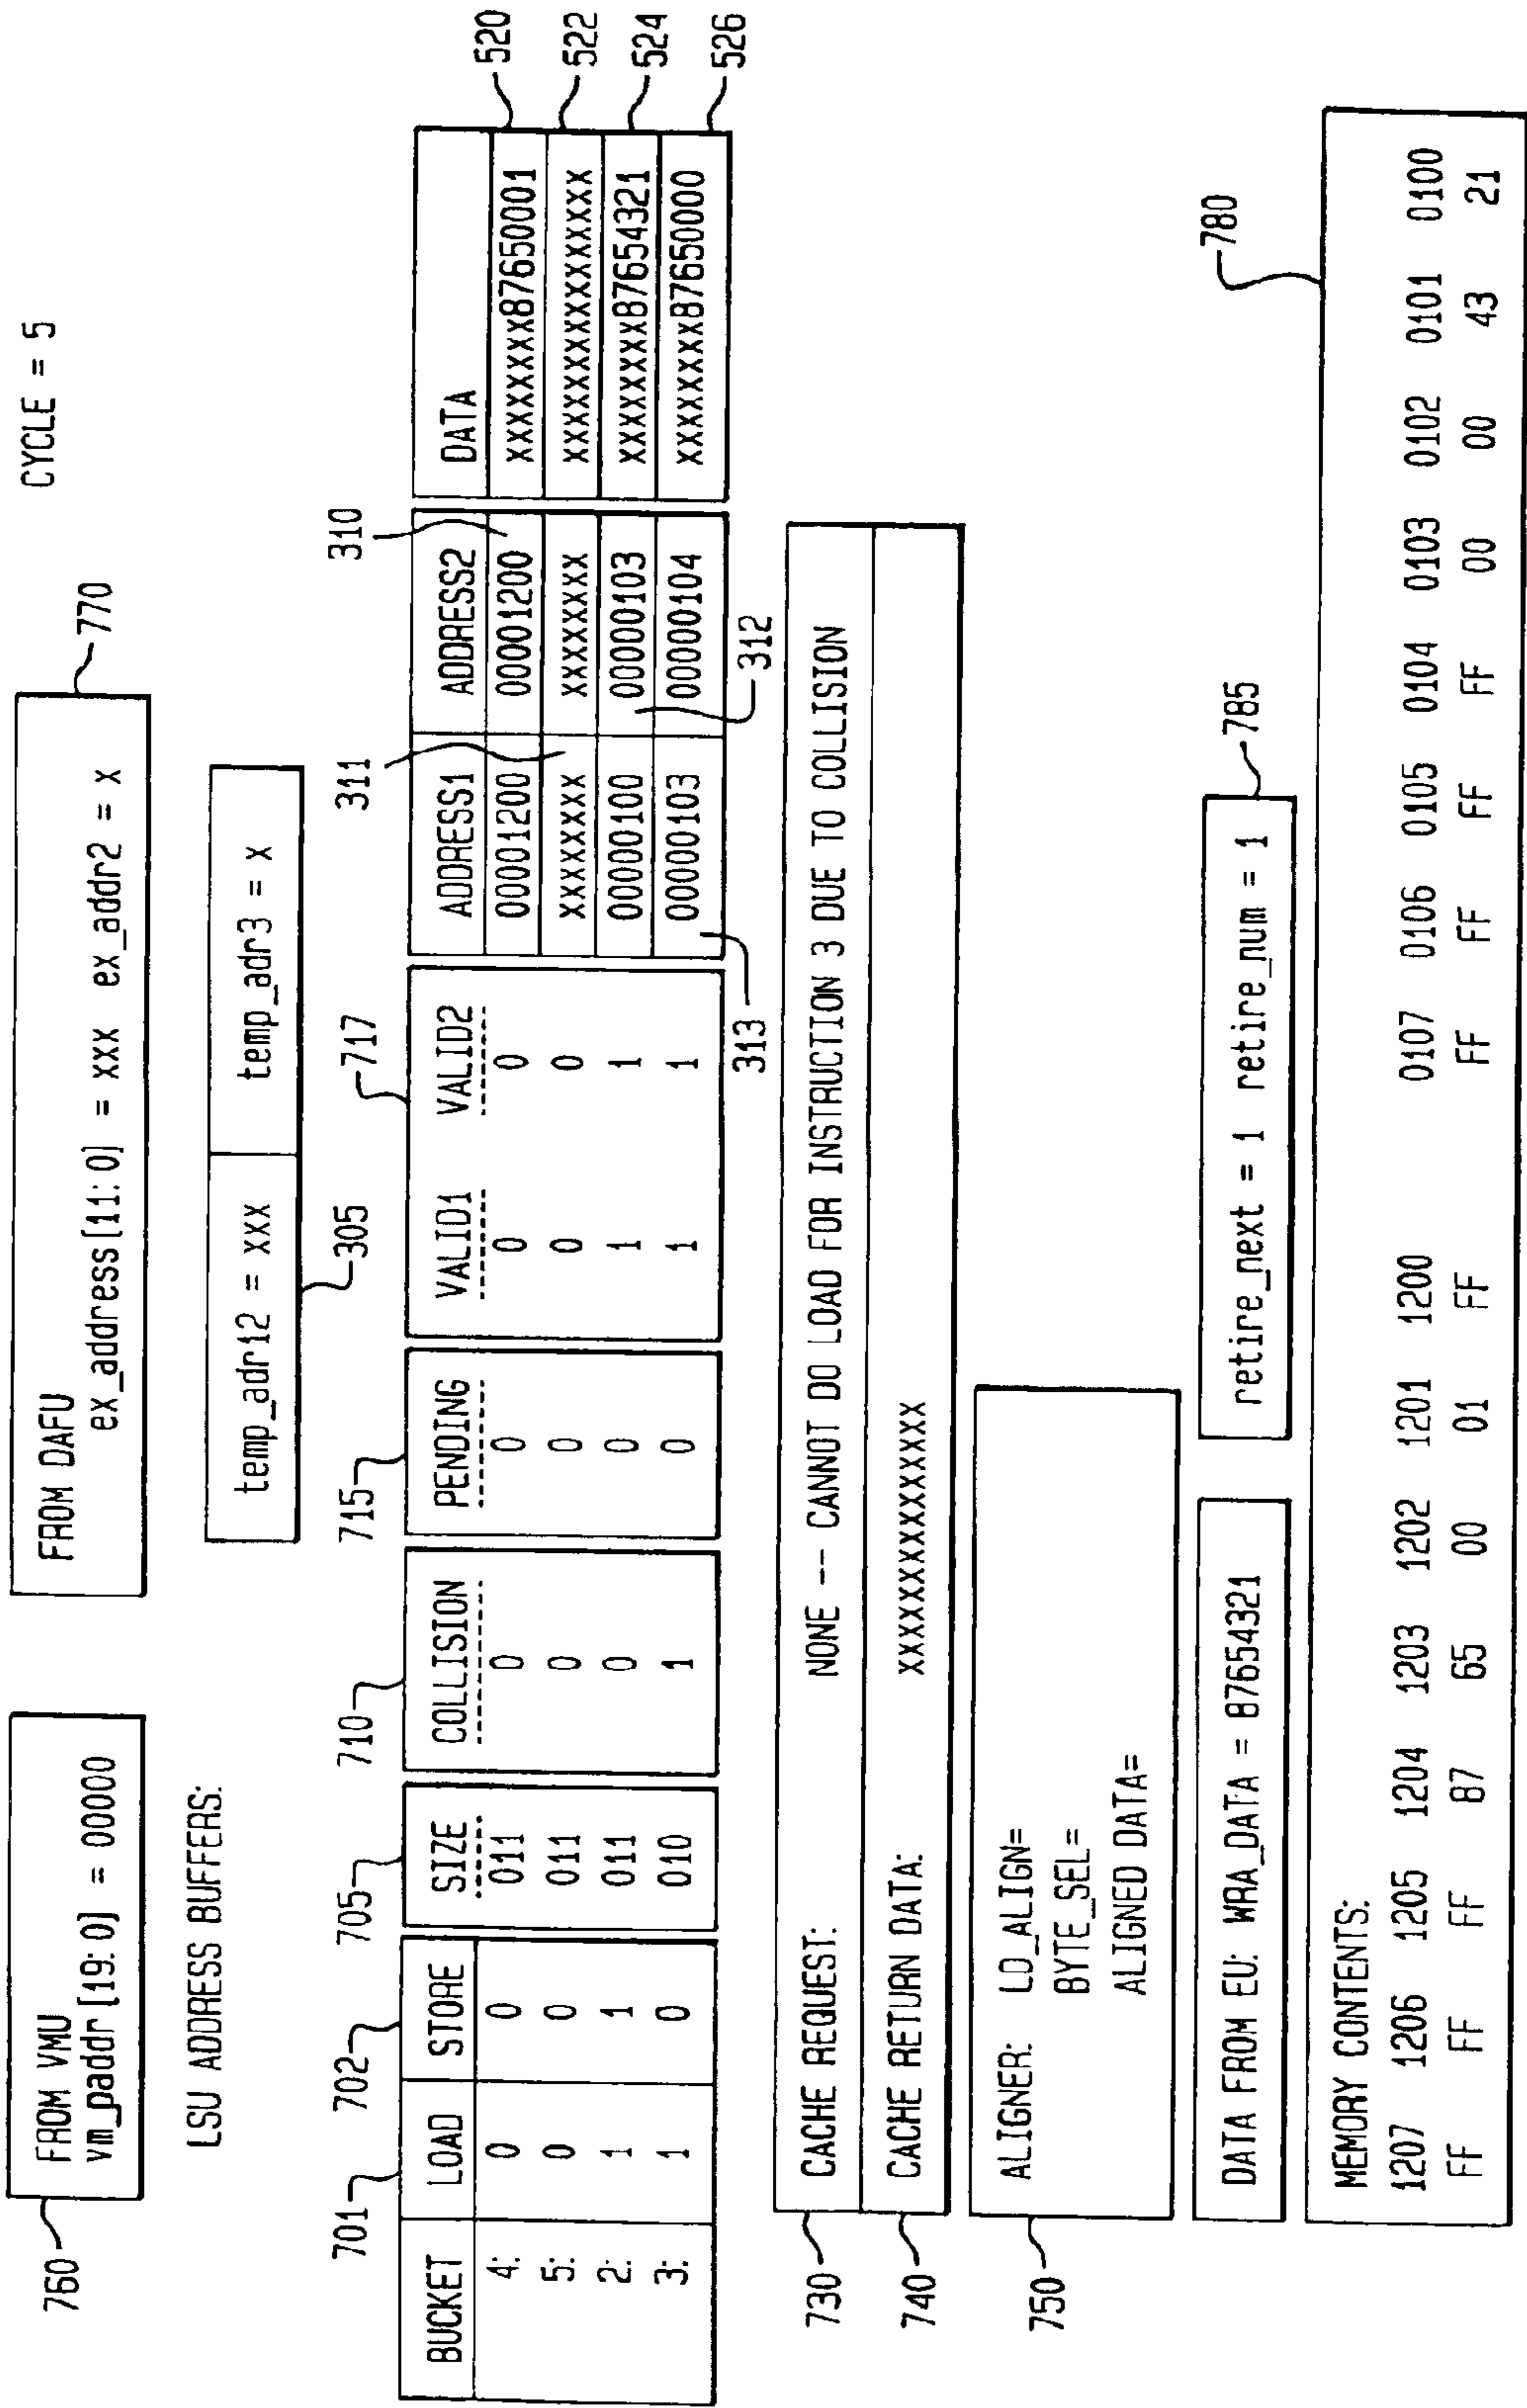 CYCLE = 5
760
FROM VMU
vm_paddr [19:0] = 00000
FROM DAFU
ex_address[11:0] = xxx ex_addr2 = x
770
LSU ADDRESS BUFFERS:
temp_adr12 = xxx temp_adr3 = x
305
701 702 705 710 715 717 311 310
BUCKET LOAD STORE SIZE COLLISION PENDING VALID1 VALID2 ADDRESS1 ADDRESS2 DATA
4: 0 0 011 0 0 0 0 00001200 00001200 xxxxxxxx87650001 520
5: 0 0 011 0 0 0 0 xxxxxxxx xxxxxxxx xxxxxxxxxxxxxxxx 522
2: 1 1 011 0 0 1 1 00000100 00000103 xxxxxxxx87654321 524
3: 1 0 010 1 0 1 1 00000103 00000104 xxxxxxxx87650000 526
313 312
730 CACHE REQUEST: NONE -- CANNOT DO LOAD FOR INSTRUCTION 3 DUE TO COLLISION
740 CACHE RETURN DATA: XXXXXXXXXXXXXXXX
750
ALIGNER: LD_ALIGN=
BYTE_SEL=
ALIGNED DATA=
DATA FROM EU: WRA_DATA = 87654321
retire_next = 1 retire_num = 1
785
780
MEMORY CONTENTS:
1207 1206 1205 1204 1203 1202 1201 1200 0107 0106 0105 0104 0103 0102 0101 0100
FF FF FF 87 65 00 01 FF FF FF FF FF 00 00 43 21